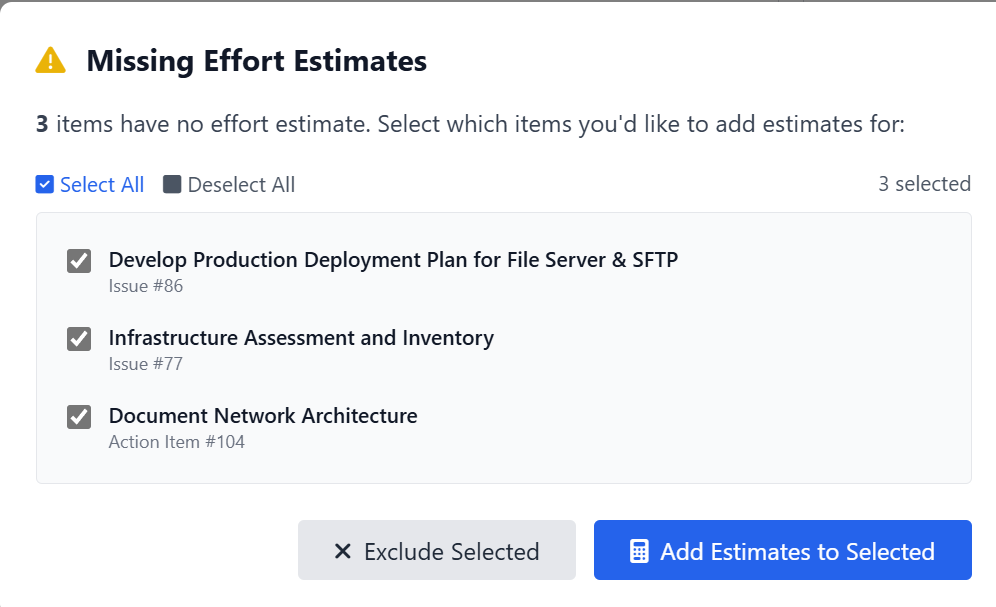 Missing Effort Estimates
3 items have no effort estimate. Select which items you'd like to add estimates for:
Select All Deselect All 3 selected
Develop Production Deployment Plan for File Server & SFTP
Issue #86
Infrastructure Assessment and Inventory
Issue #77
Document Network Architecture
Action Item #104
Exclude Selected Add Estimates to Selected